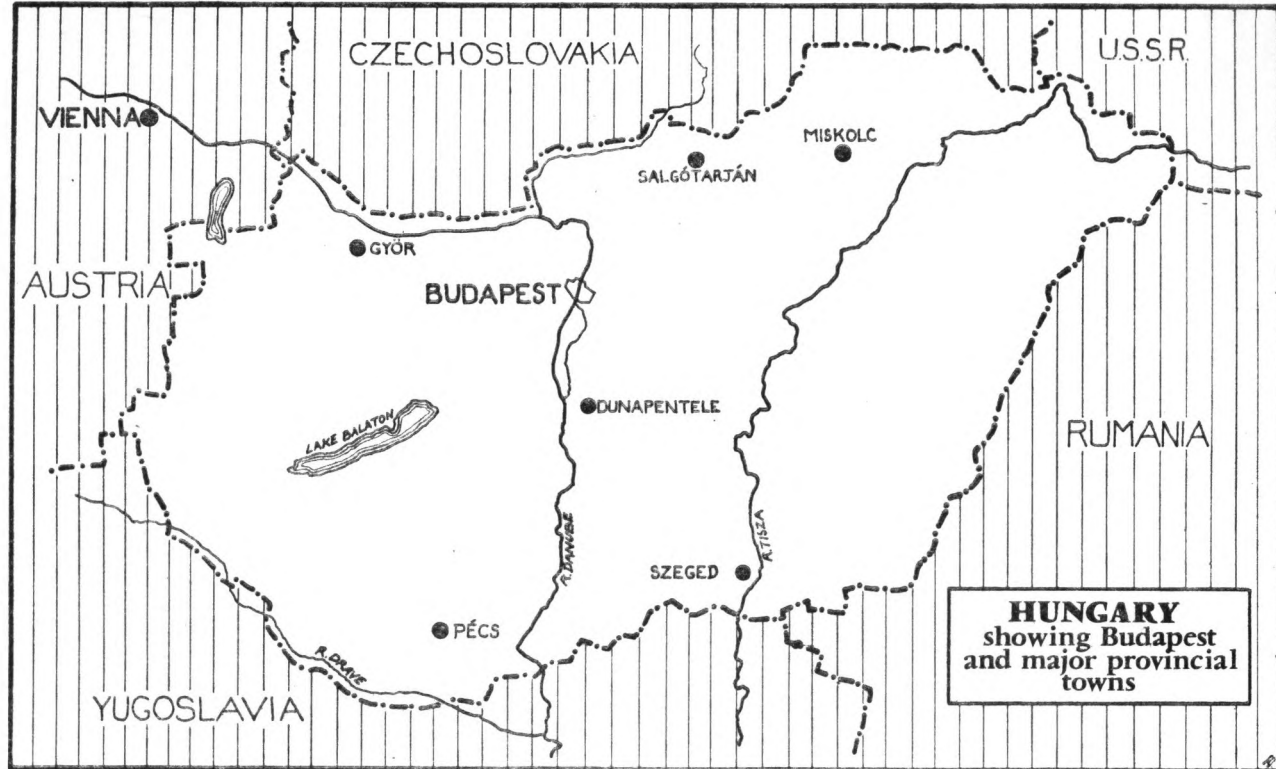 CZECHOSLOVAKIA
U.S.S.R.
VIENNA
MISKOLC
SALGÓTARJÁN
GYÖR
AUSTRIA
BUDAPEST
DUNAPENTELE
LAKE BALATON
RUMANIA
R. DANUBE
R. TISZA
SZEGED
PÉCS
R. DRAVE
YUGOSLAVIA
HUNGARY
showing Budapest
and major provincial
towns